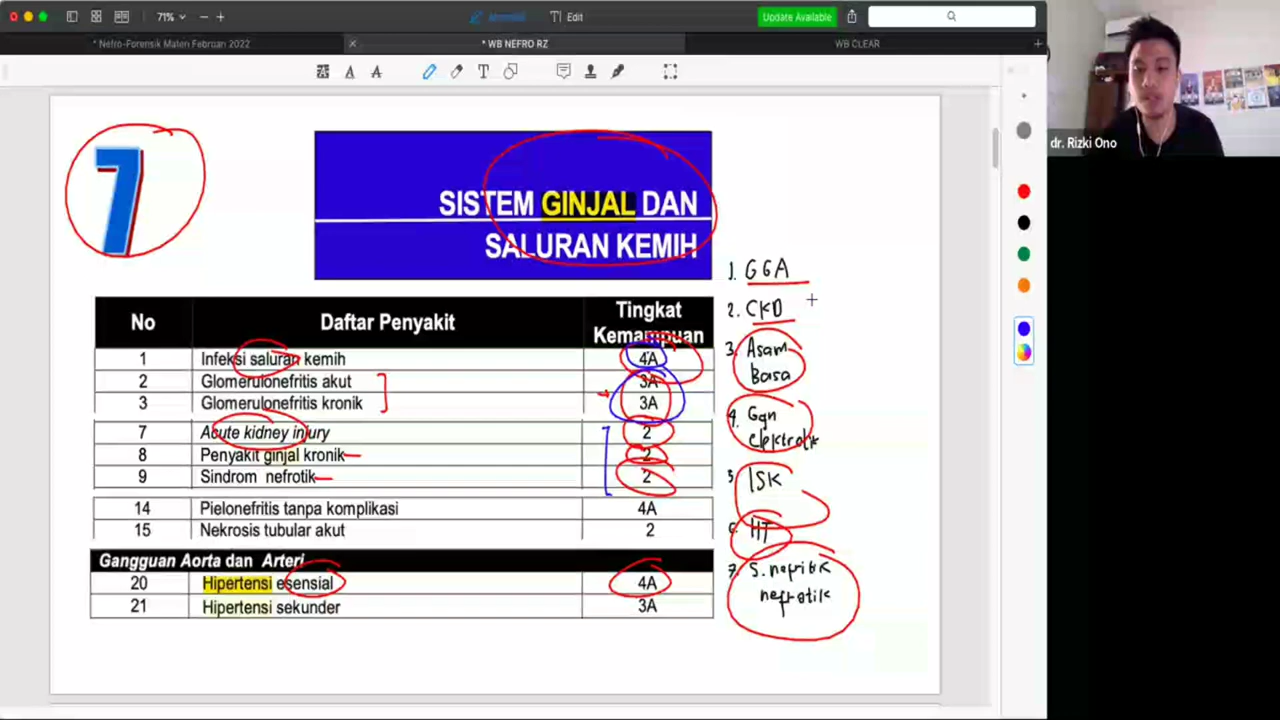 71%
Annotate
Edit
Update Available
* Nefro-Forensik Materi Februari 2022
* WB NEFRO RZ
WB CLEAR
dr. Rizki Ono
7
SISTEM GINJAL DAN
SALURAN KEMIH
No Daftar Penyakit Tingkat Kemampuan
1 Infeksi saluran kemih 4A
2 Glomerulonefritis akut 3A
3 Glomerulonefritis kronik 3A
7 Acute kidney injury 2
8 Penyakit ginjal kronik 2
9 Sindrom nefrotik 2
14 Pielonefritis tanpa komplikasi 4A
15 Nekrosis tubular akut 2
Gangguan Aorta dan Arteri
20 Hipertensi esensial 4A
21 Hipertensi sekunder 3A
1. GGA
2. CKD
3. Asam
Basa
4. Ggn
elektrolik
5. ISK
6. HT
7. S. nefritik
nefrotik